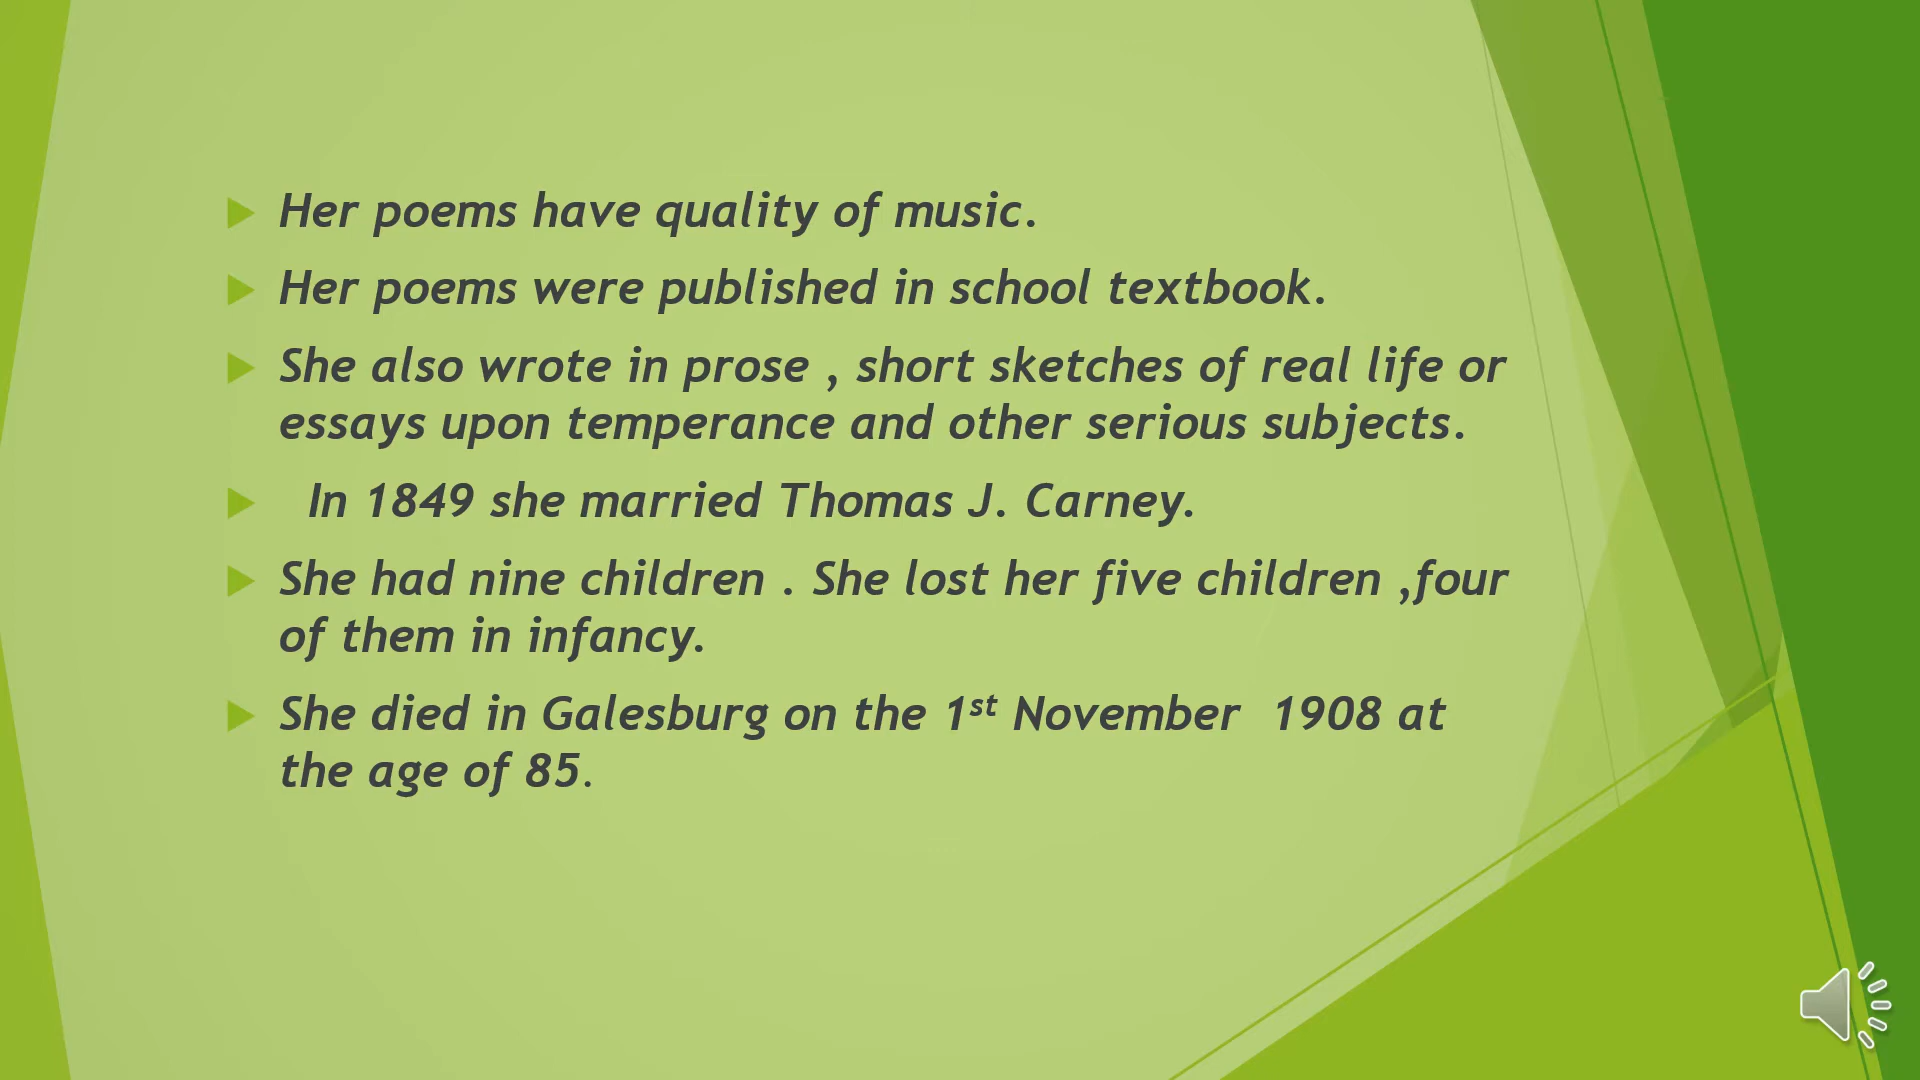 Her poems have quality of music.
Her poems were published in school textbook.
She also wrote in prose , short sketches of real life or
essays upon temperance and other serious subjects.
In 1849 she married Thomas J. Carney.
She had nine children . She lost her five children ,four
of them in infancy.
She died in Galesburg on the 1st November  1908 at
the age of 85.